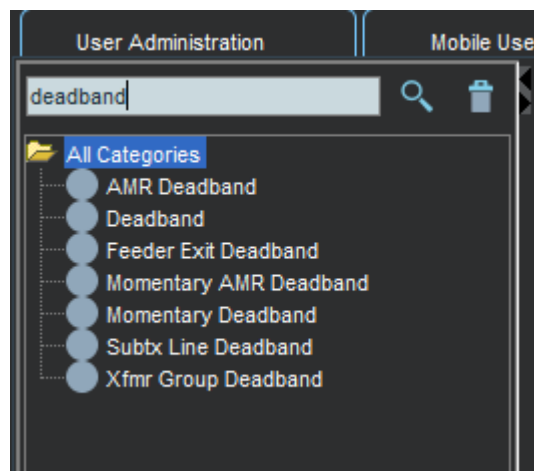 User Administration
Mobile Use
deadband
All Categories
AMR Deadband
Deadband
Feeder Exit Deadband
Momentary AMR Deadband
Momentary Deadband
Subtx Line Deadband
Xfmr Group Deadband